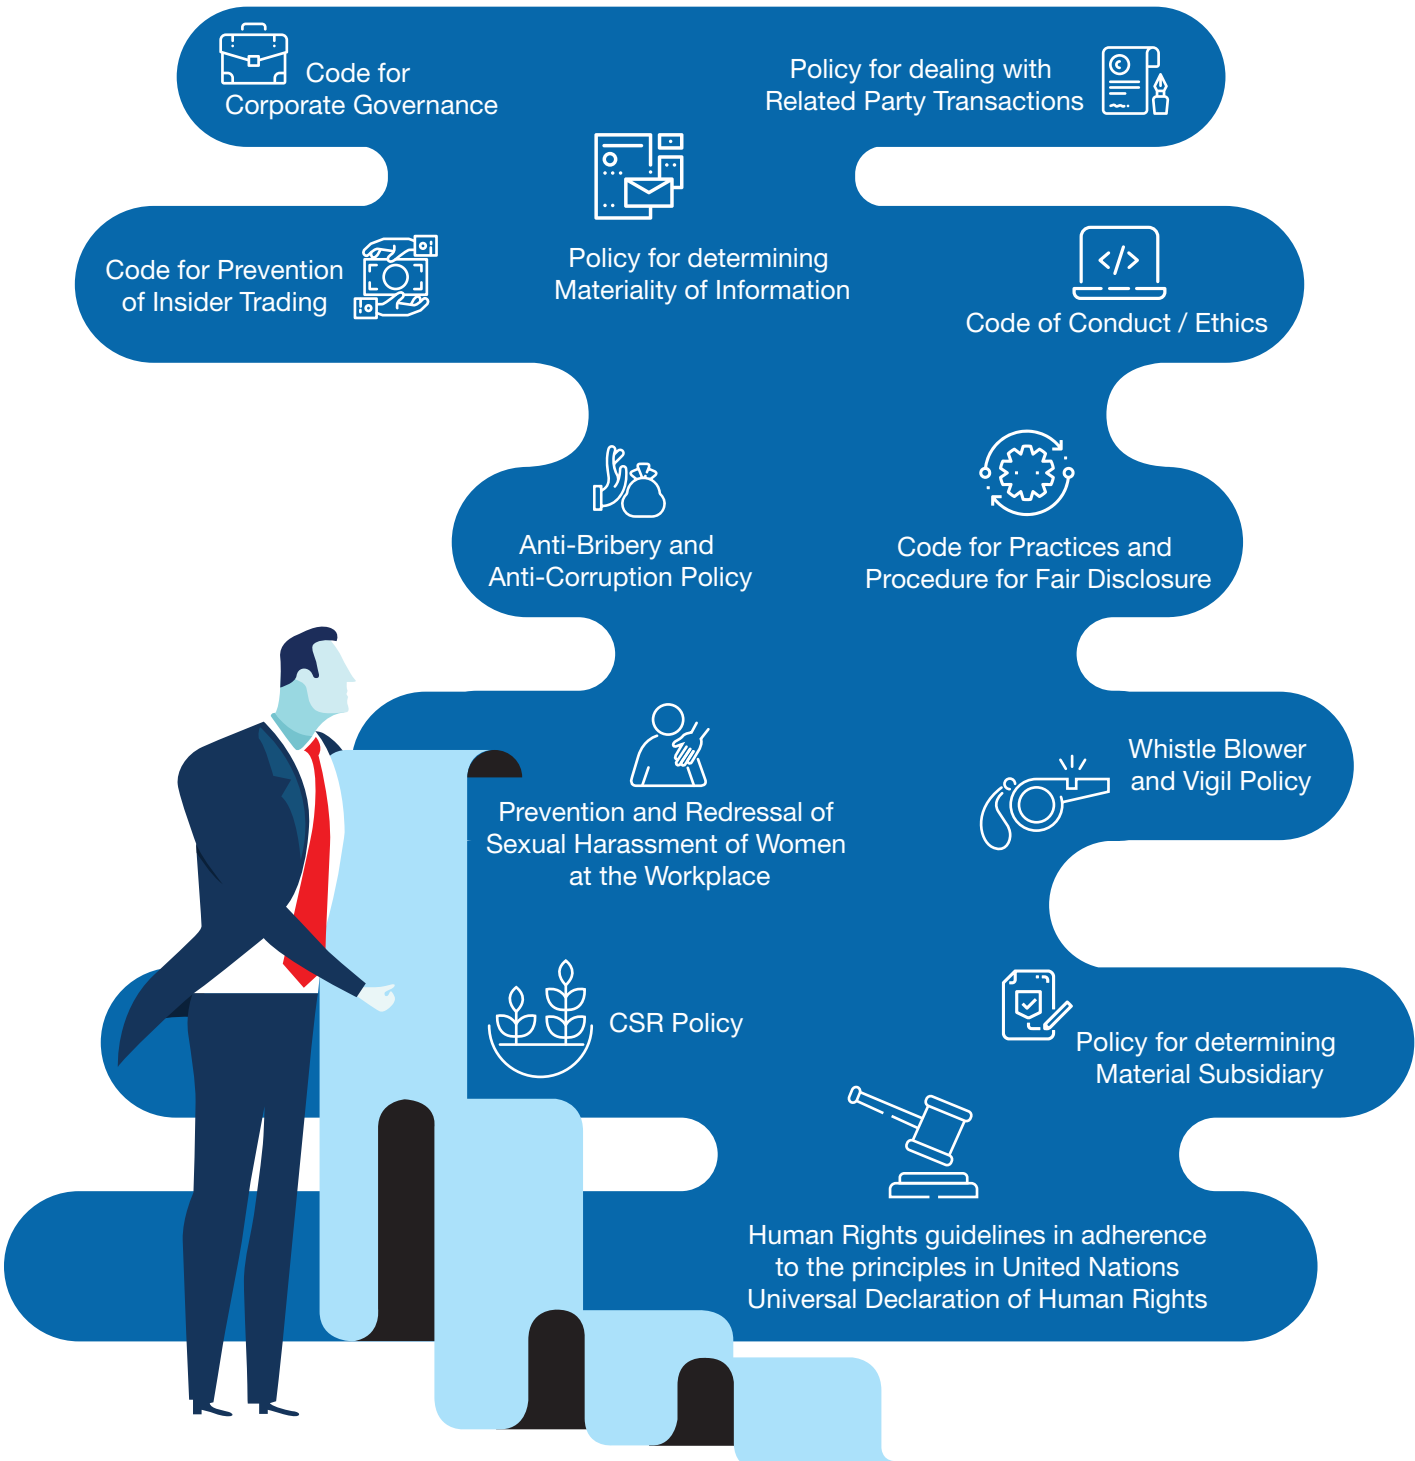 Code for
Corporate Governance
Policy for dealing with
Related Party Transactions
Code for Prevention
of Insider Trading
Policy for determining
Materiality of Information
</>
Code of Conduct / Ethics
Anti-Bribery and
Anti-Corruption Policy
Code for Practices and
Procedure for Fair Disclosure
Prevention and Redressal of
Sexual Harassment of Women
at the Workplace
Whistle Blower
and Vigil Policy
CSR Policy
Policy for determining
Material Subsidiary
Human Rights guidelines in adherence
to the principles in United Nations
Universal Declaration of Human Rights